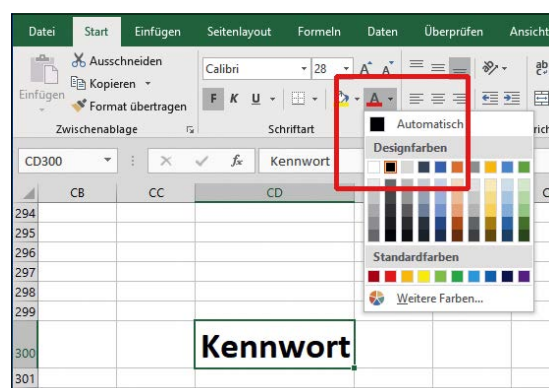 Datei Start Einfügen Seitenlayout Formeln Daten Überprüfen Ansicht
Ausschneiden
Kopieren
Format übertragen
Einfügen
Zwischenablage
Calibri 28 A A
F K U A
Schriftart
ab
CD300 fx Kennwort
Automatisch
Designfarben
Standardfarben
Weitere Farben...
CB CC CD
294
295
296
297
298
299
300 Kennwort
301